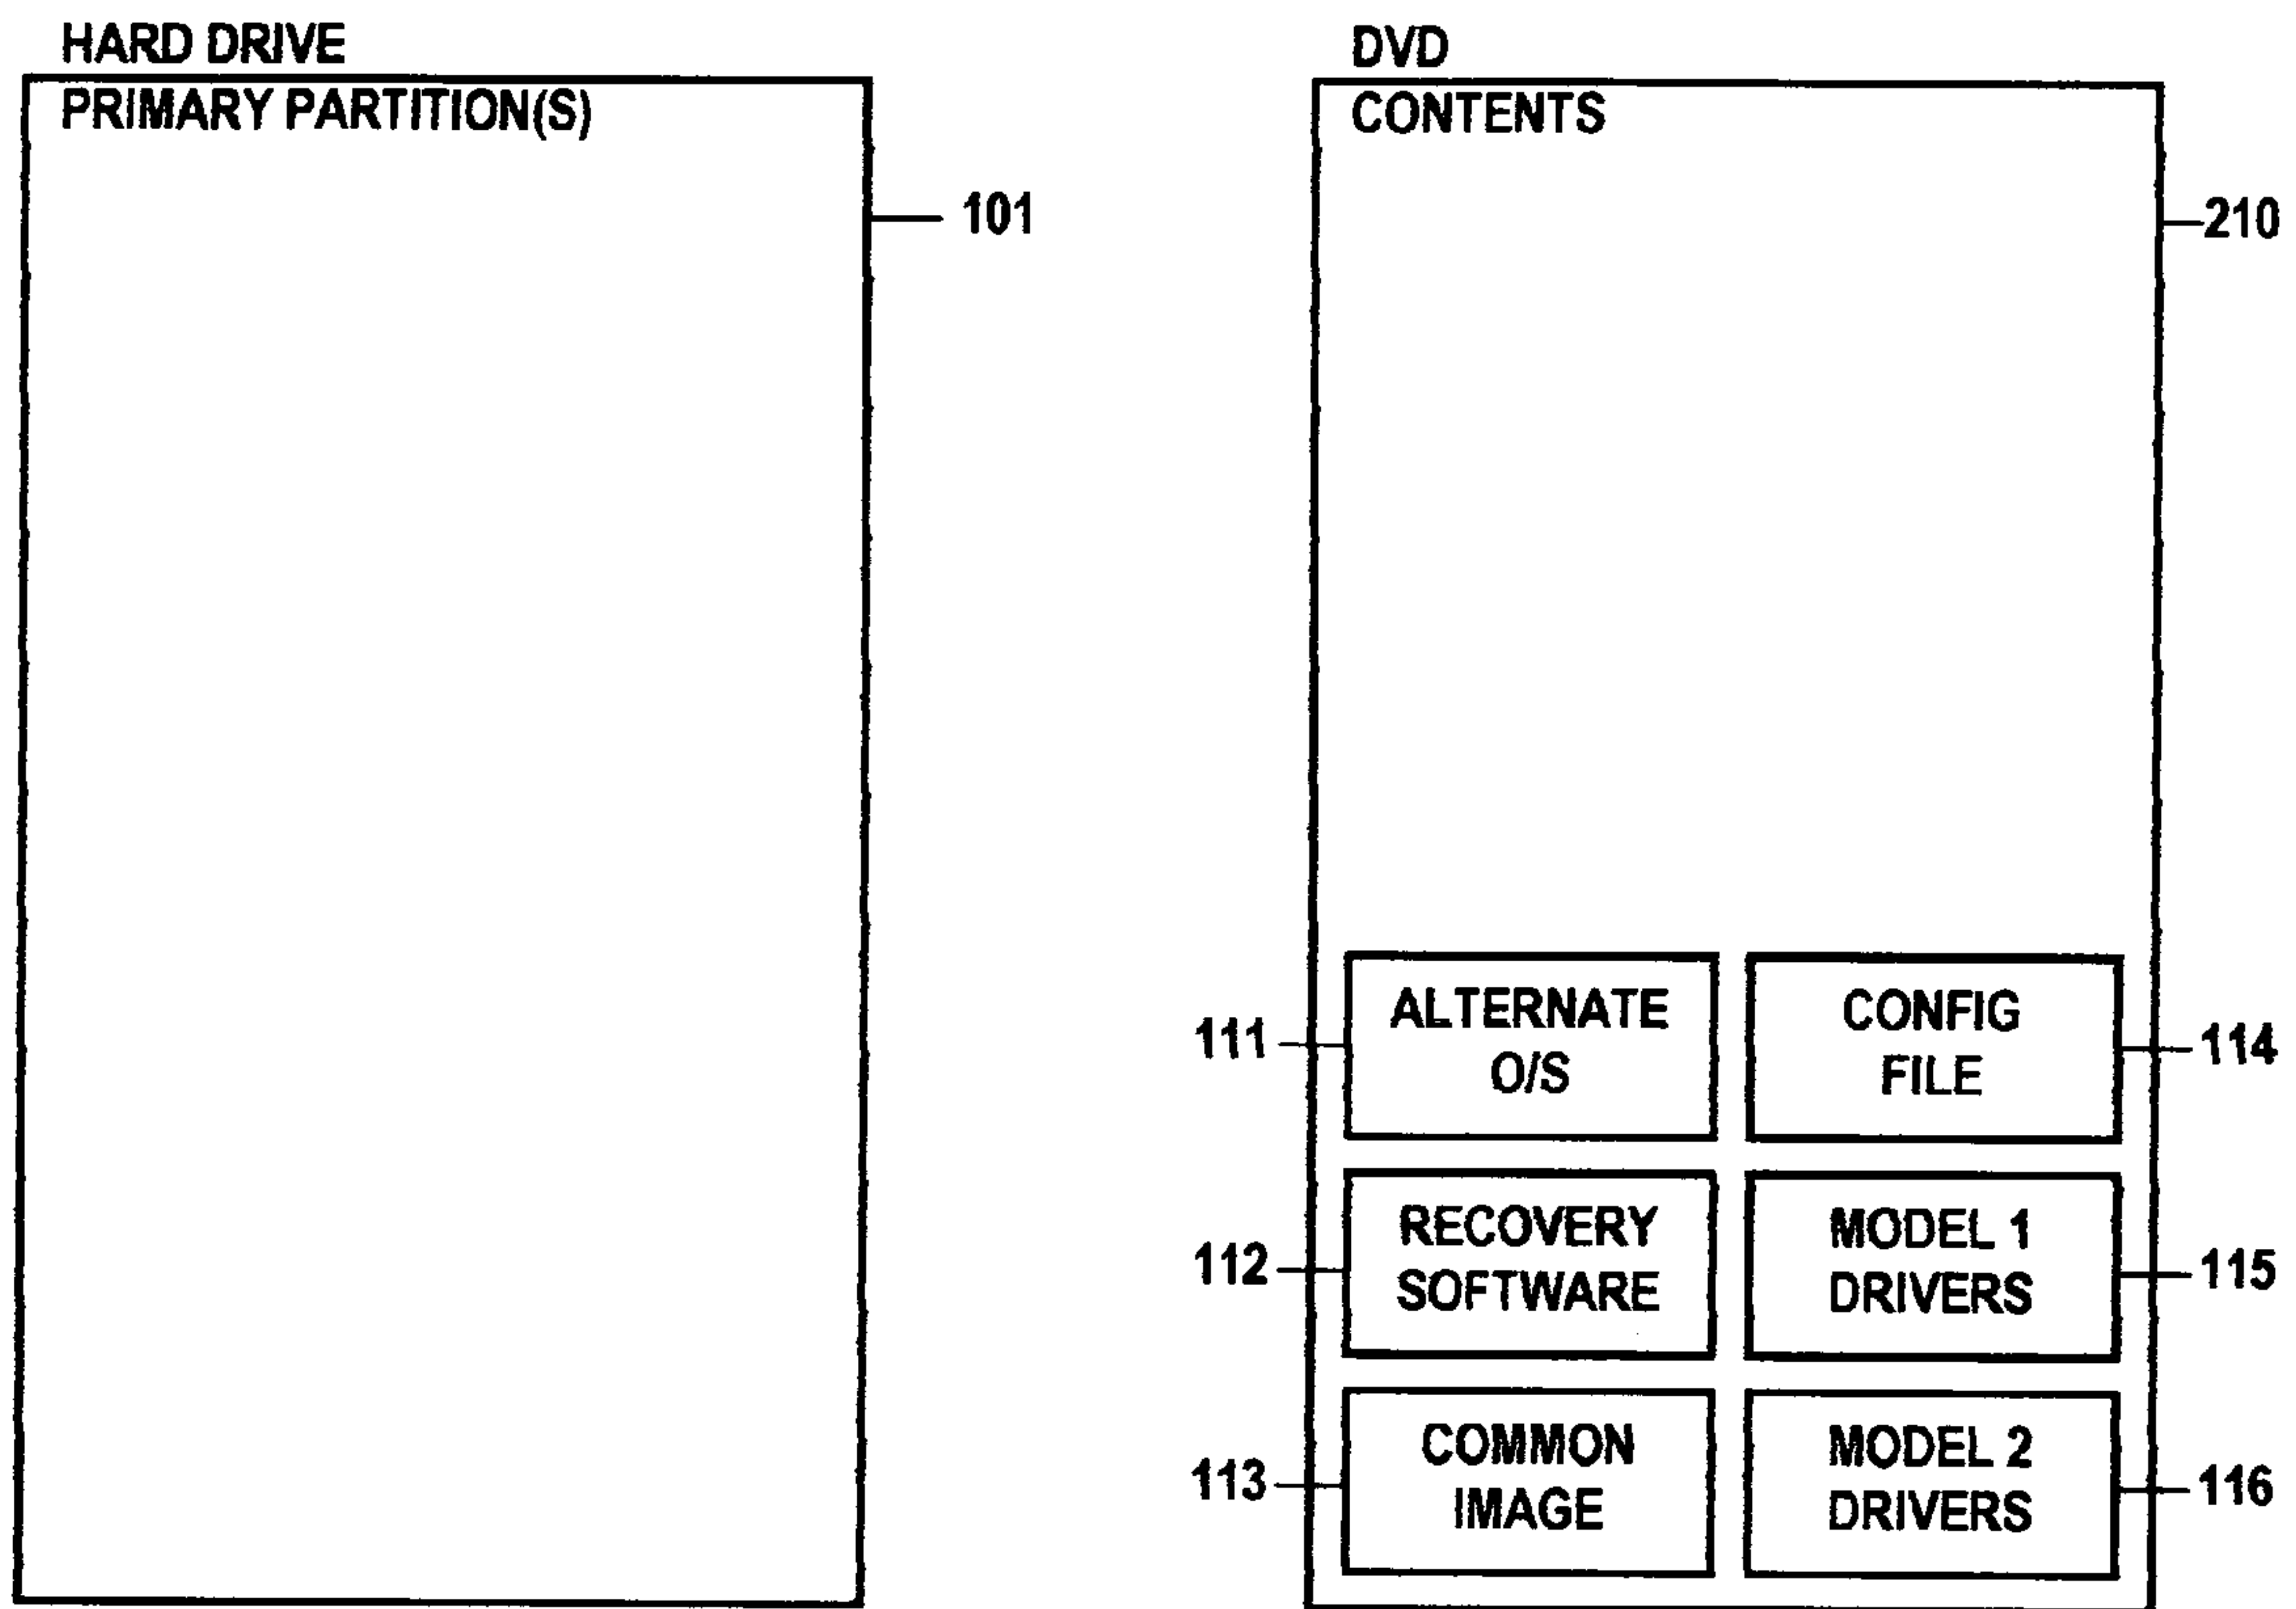 HARD DRIVE
PRIMARY PARTITION(S)
101
DVD
CONTENTS
210
ALTERNATE
O/S
111
CONFIG
FILE
114
RECOVERY
SOFTWARE
112
MODEL 1
DRIVERS
115
COMMON
IMAGE
113
MODEL 2
DRIVERS
116